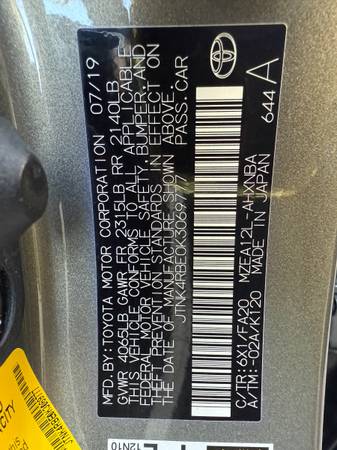 MFD. BY: TOYOTA MOTOR CORPORATION 07/19
GVWR 4065LB GAWR FR 2315LB RR 2140LB
THIS VEHICLE CONFORMS TO ALL APPLICABLE
FEDERAL MOTOR VEHICLE SAFETY, BUMPER, AND
THEFT PREVENTION STANDARDS IN EFFECT ON
THE DATE OF MANUFACTURE SHOWN ABOVE.
PASS. CAR
C/TR: 6X1/FA20 MZEA12L-AHXNBA
A/TM: -02A/K120 MADE IN JAPAN
644 A
12N10